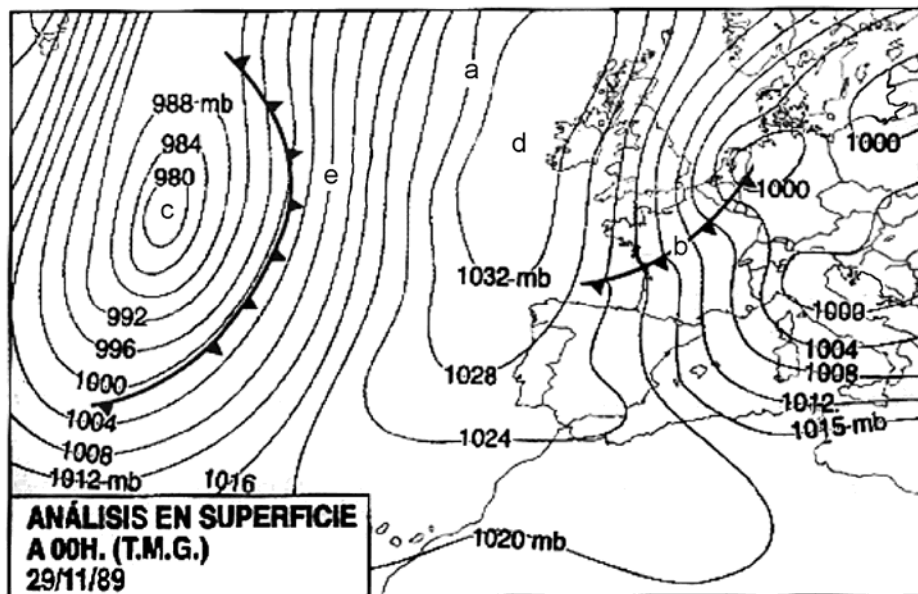 a
988 mb
1000
984
d
980
e
1000
c
b
1032 mb
992
1000
996
1004
1028
1008
1000
1004
1012
1024
1015 mb
1008
1012 mb
1016
ANÁLISIS EN SUPERFICIE
A 00H. (T.M.G.)
29/11/89
1020 mb